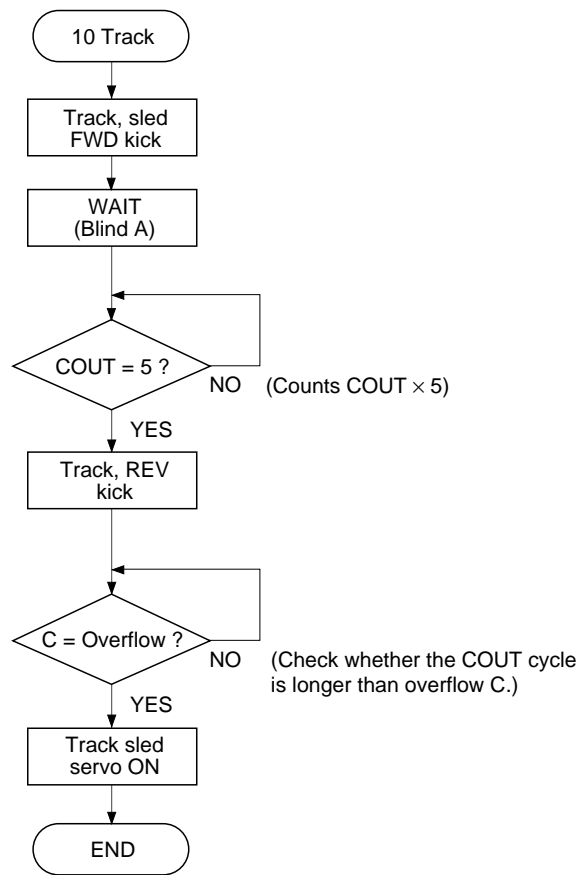 10 Track
Track, sled
FWD kick
WAIT
(Blind A)
COUT = 5 ?
NO
(Counts COUT × 5)
YES
Track, REV
kick
C = Overflow ?
NO
(Check whether the COUT cycle
is longer than overflow C.)
YES
Track sled
servo ON
END